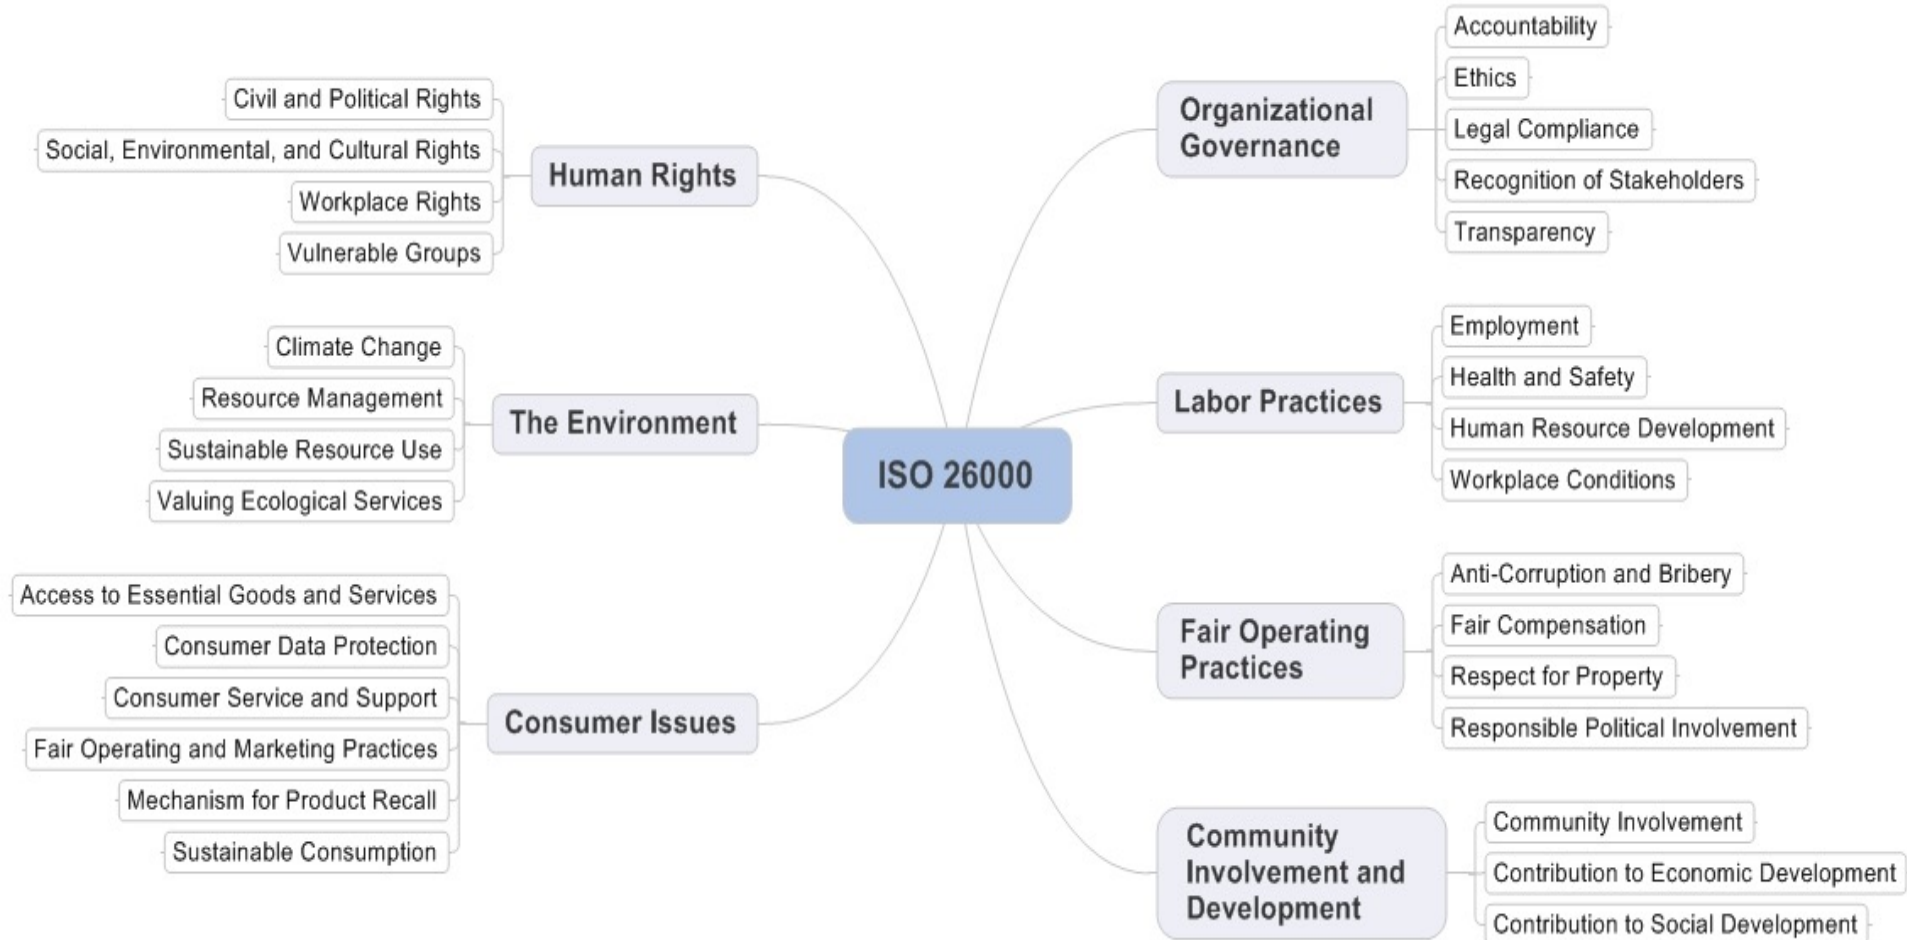 Civil and Political Rights
Social, Environmental, and Cultural Rights
Workplace Rights
Vulnerable Groups
Human Rights
Climate Change
Resource Management
Sustainable Resource Use
Valuing Ecological Services
The Environment
Access to Essential Goods and Services
Consumer Data Protection
Consumer Service and Support
Fair Operating and Marketing Practices
Mechanism for Product Recall
Sustainable Consumption
Consumer Issues
ISO 26000
Organizational
Governance
Accountability
Ethics
Legal Compliance
Recognition of Stakeholders
Transparency
Labor Practices
Employment
Health and Safety
Human Resource Development
Workplace Conditions
Fair Operating
Practices
Anti-Corruption and Bribery
Fair Compensation
Respect for Property
Responsible Political Involvement
Community
Involvement and
Development
Community Involvement
Contribution to Economic Development
Contribution to Social Development